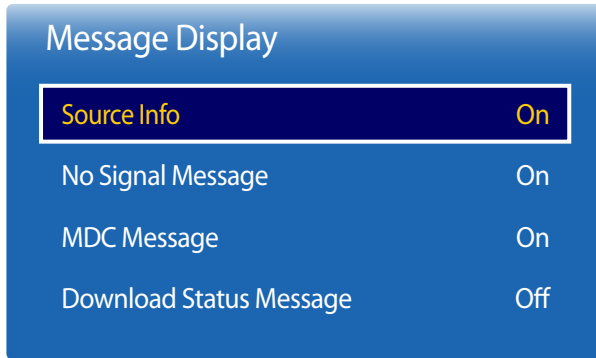 Message Display
Source Info On
No Signal Message On
MDC Message On
Download Status Message Off